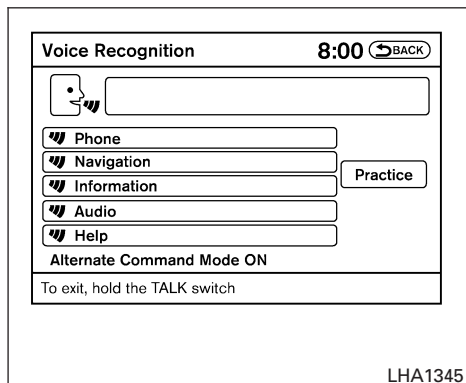 Voice Recognition 8:00 BACK
Phone
Navigation
Information
Practice
Audio
Help
Alternate Command Mode ON
To exit, hold the TALK switch
LHA1345